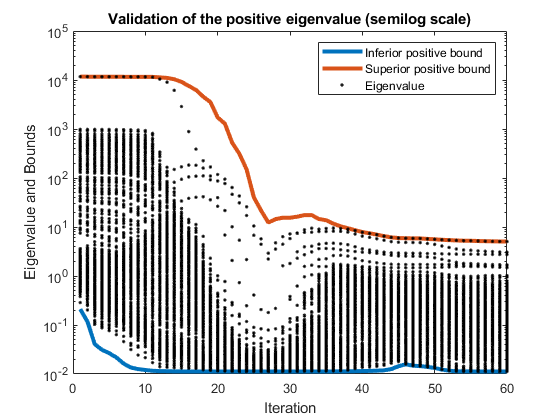 Validation of the positive eigenvalue (semilog scale)
10^5
Inferior positive bound
Superior positive bound
Eigenvalue
10^4
10^3
10^2
10^1
10^0
10^-1
10^-2
Eigenvalue and Bounds
0 10 20 30 40 50 60
Iteration